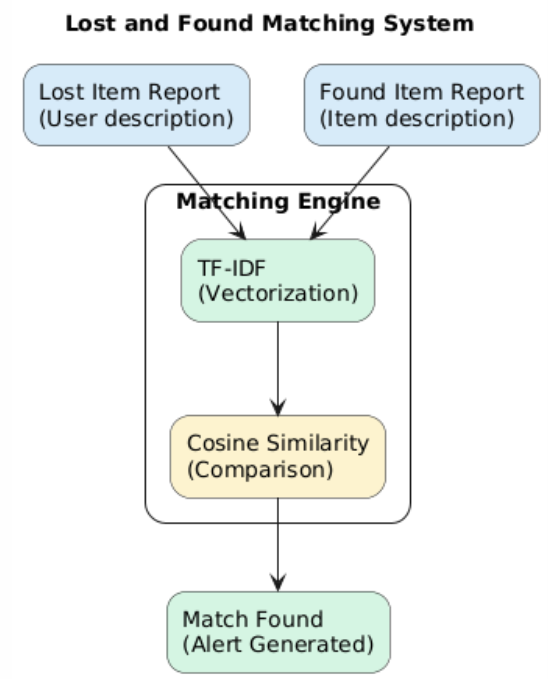 Lost and Found Matching System
Lost Item Report
(User description)
Found Item Report
(Item description)
Matching Engine
TF-IDF
(Vectorization)
Cosine Similarity
(Comparison)
Match Found
(Alert Generated)